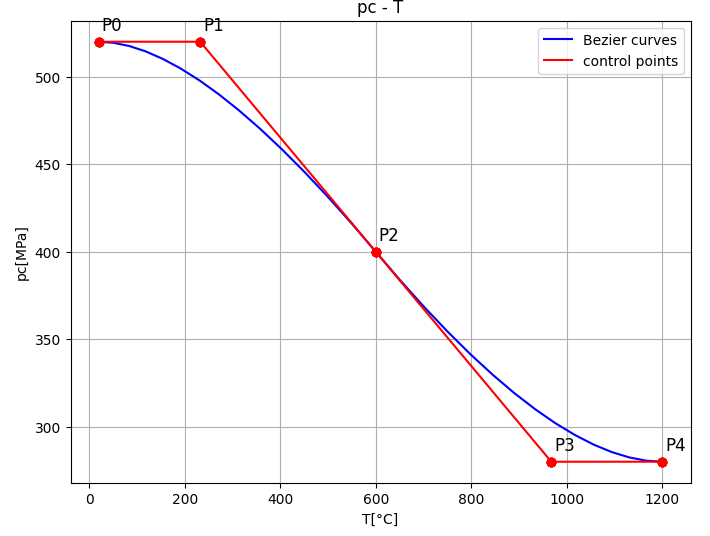 pc - T
P0
P1
Bezier curves
control points
500
450
P2
400
pc[MPa]
350
300
P3
P4
0
200
400
600
800
1000
1200
T[°C]